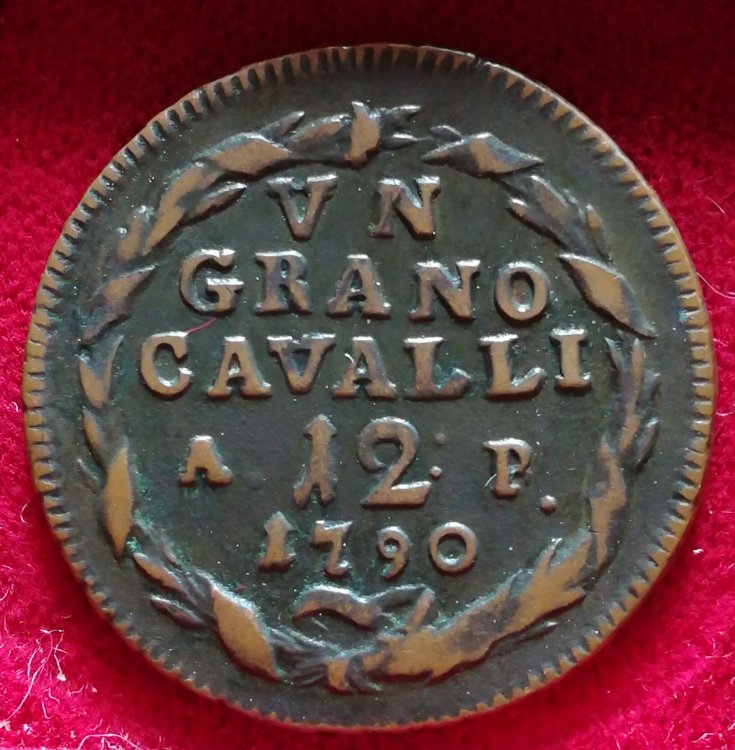 VN
GRANO
CAVALLI
A. 12: P.
1790